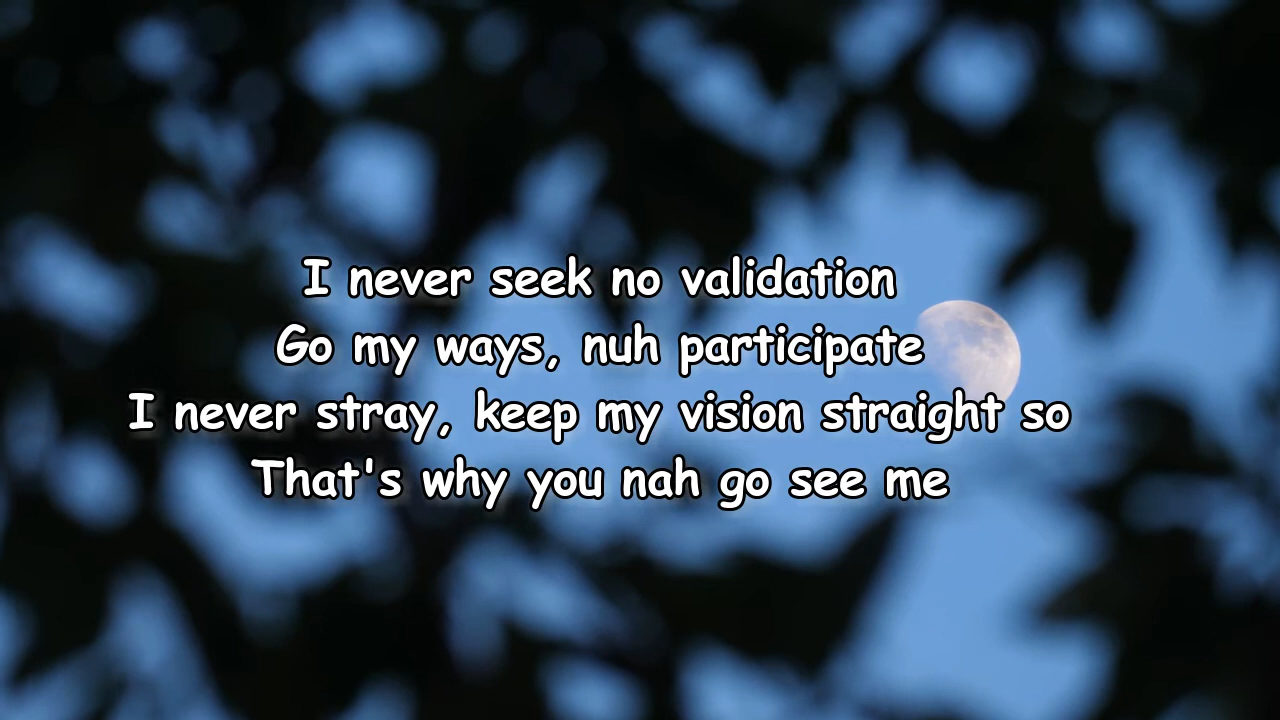 I never seek no validation
Go my ways, nuh participate
I never stray, keep my vision straight so
That's why you nah go see me